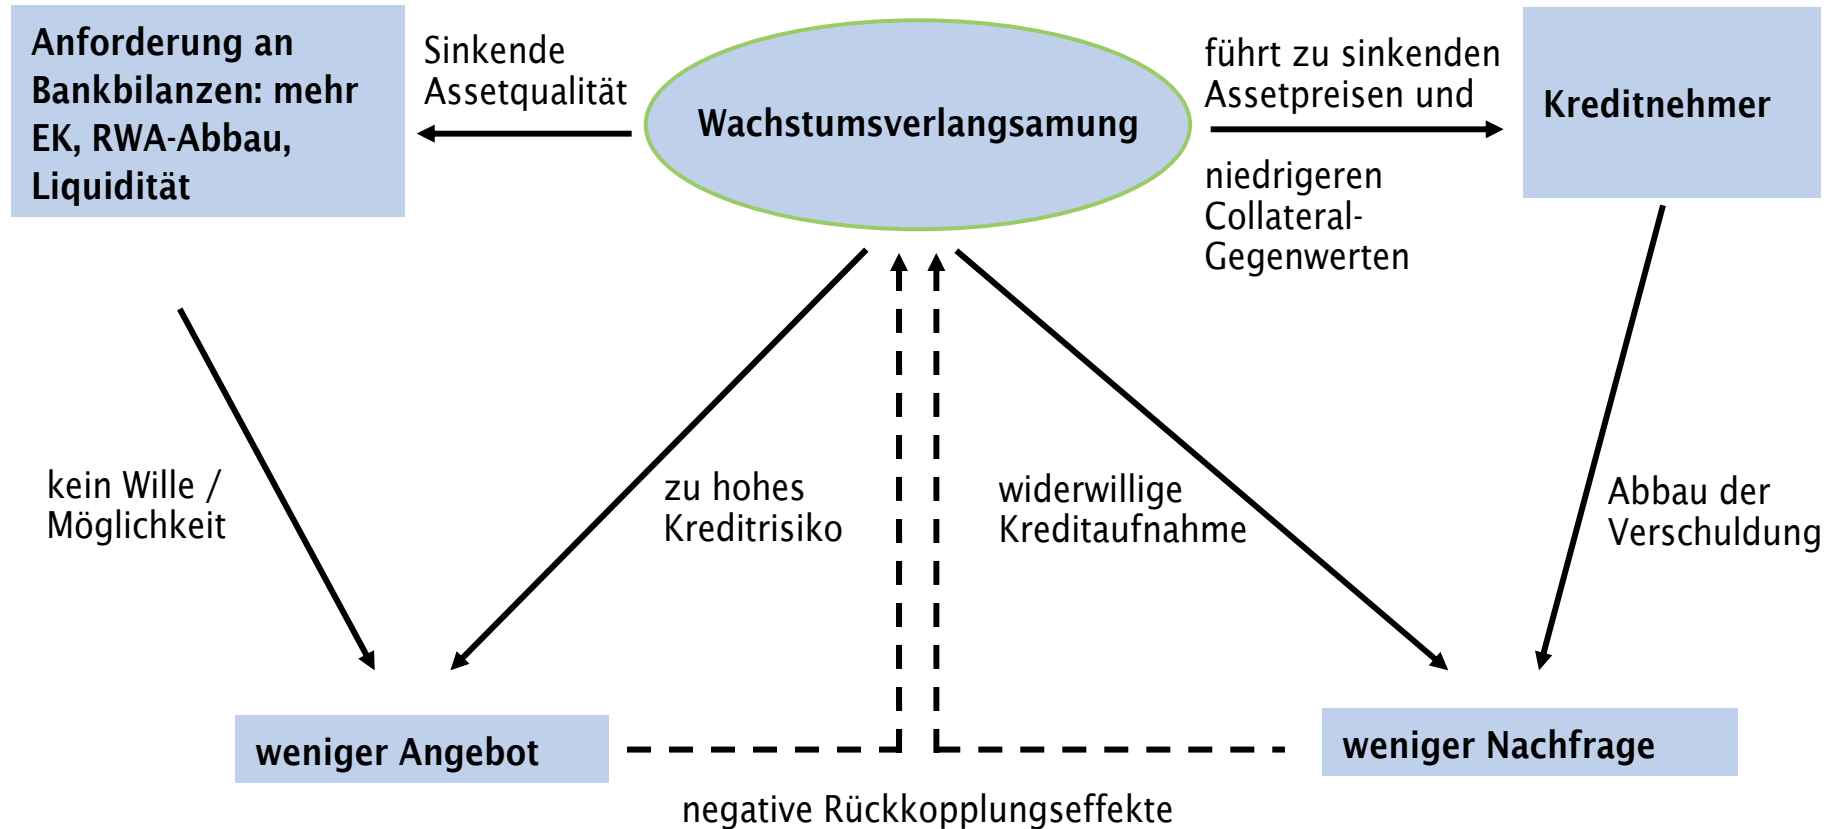 Anforderung an
Bankbilanzen: mehr
EK, RWA-Abbau,
Liquidität
Sinkende
Assetqualität
Wachstumsverlangsamung
führt zu sinkenden
Assetpreisen und
niedrigeren
Collateral-
Gegenwerten
Kreditnehmer
kein Wille /
Möglichkeit
zu hohes
Kreditrisiko
widerwillige
Kreditaufnahme
Abbau der
Verschuldung
weniger Angebot
weniger Nachfrage
negative Rückkopplungseffekte